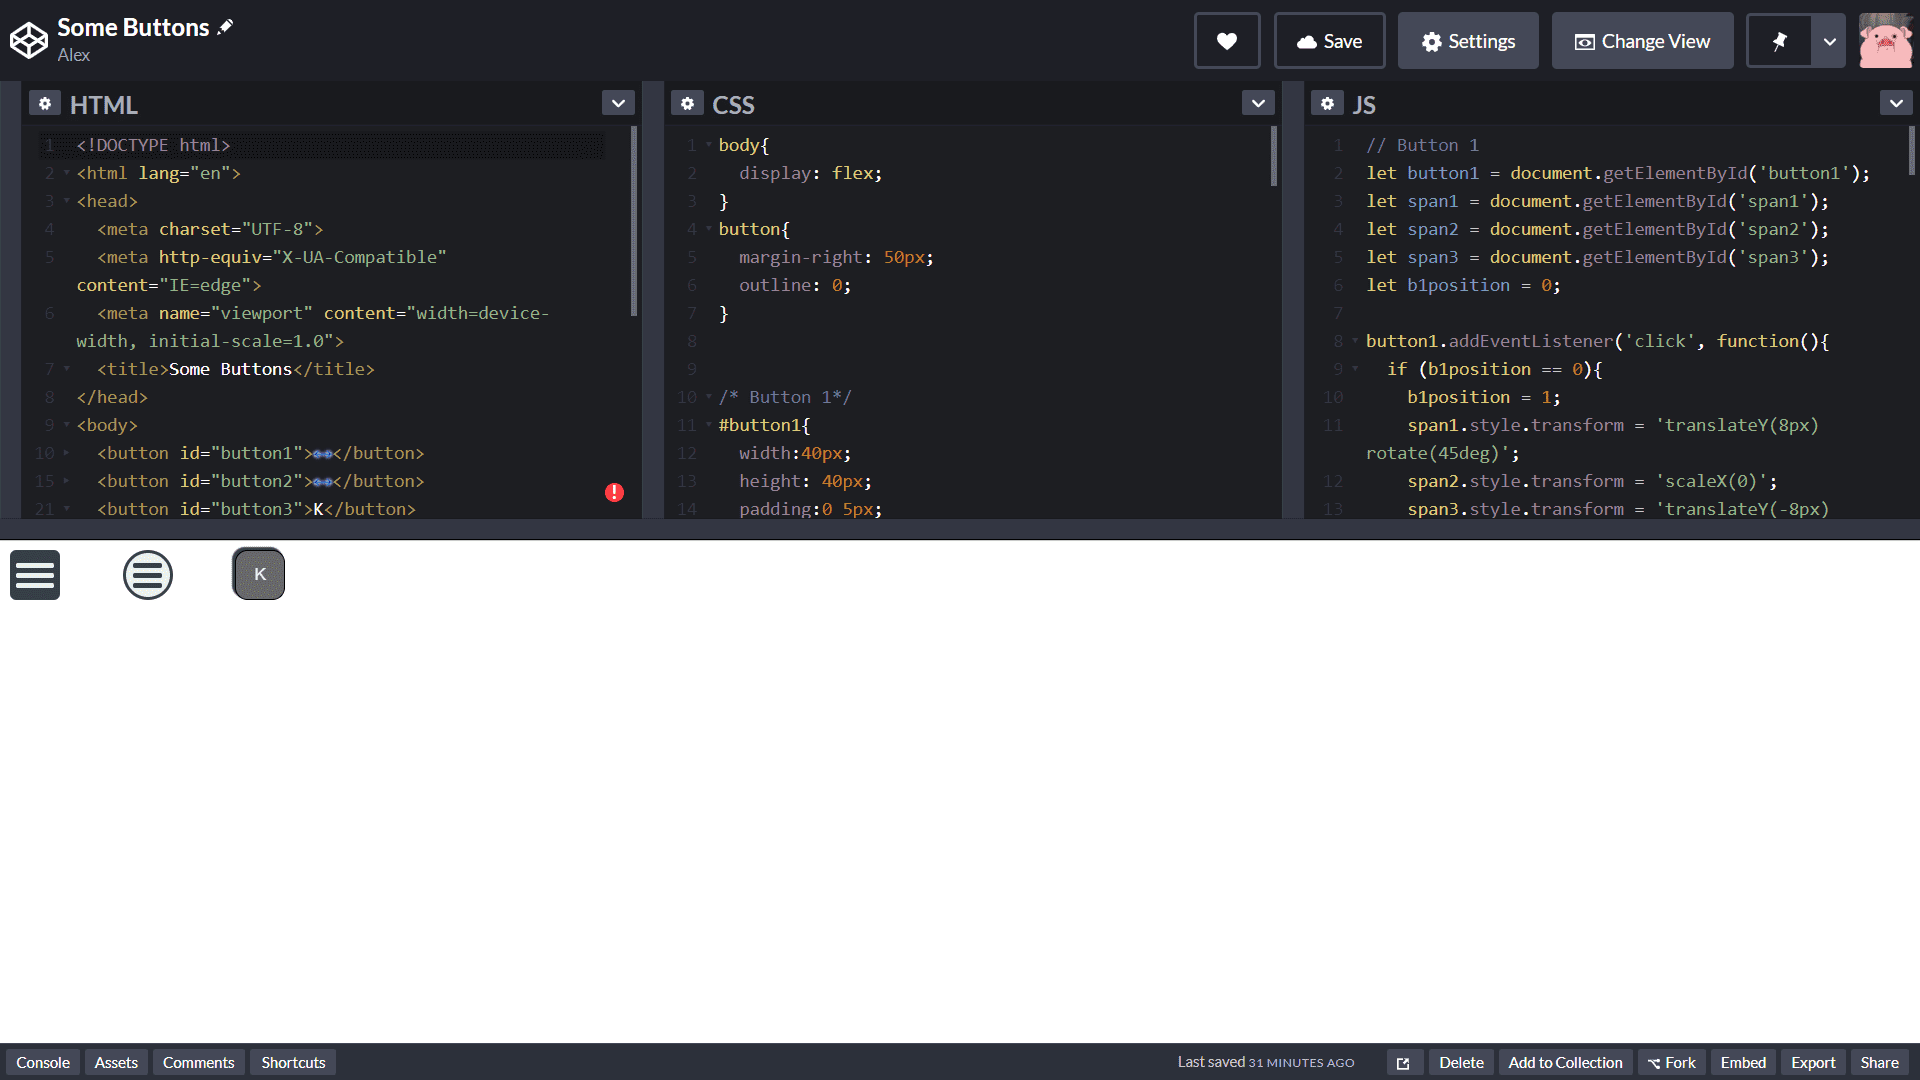 Some Buttons
Alex
Save
Settings
Change View
HTML
1 <!DOCTYPE html>
2 <html lang="en">
3 <head>
4 <meta charset="UTF-8">
5 <meta http-equiv="X-UA-Compatible"
content="IE=edge">
6 <meta name="viewport" content="width=device-
width, initial-scale=1.0">
7 <title>Some Buttons</title>
8 </head>
9 <body>
10 <button id="button1"></button>
15 <button id="button2"></button>
21 <button id="button3">K</button>
CSS
1 body{
2 display: flex;
3 }
4 button{
5 margin-right: 50px;
6 outline: 0;
7 }
8
9
10 /* Button 1*/
11 #button1{
12 width:40px;
13 height: 40px;
14 padding:0 5px;
JS
1 // Button 1
2 let button1 = document.getElementById('button1');
3 let span1 = document.getElementById('span1');
4 let span2 = document.getElementById('span2');
5 let span3 = document.getElementById('span3');
6 let b1position = 0;
7
8 button1.addEventListener('click', function(){
9 if (b1position == 0){
10 b1position = 1;
11 span1.style.transform = 'translateY(8px)
rotate(45deg)';
12 span2.style.transform = 'scaleX(0)';
13 span3.style.transform = 'translateY(-8px)
K
Console
Assets
Comments
Shortcuts
Last saved 31 MINUTES AGO
Delete
Add to Collection
Fork
Embed
Export
Share